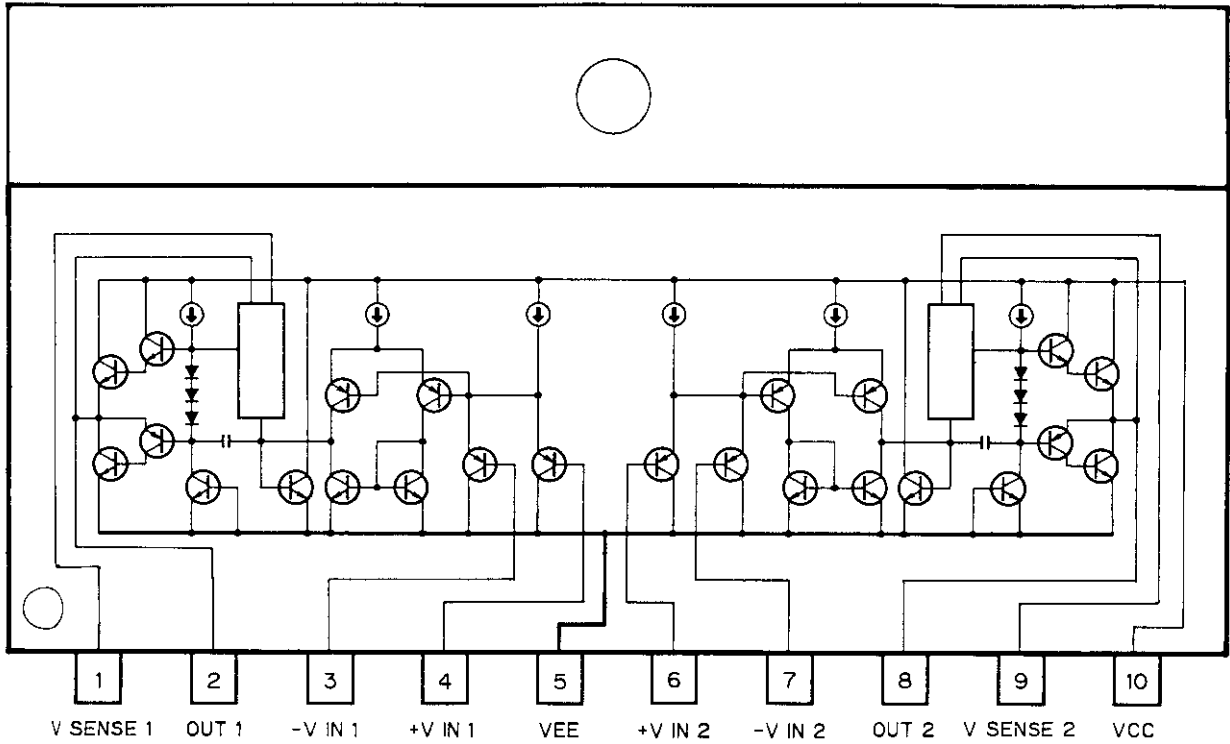 1 2 3 4 5 6 7 8 9 10
V SENSE 1 OUT 1 -V IN 1 +V IN 1 VEE +V IN 2 -V IN 2 OUT 2 V SENSE 2 VCC